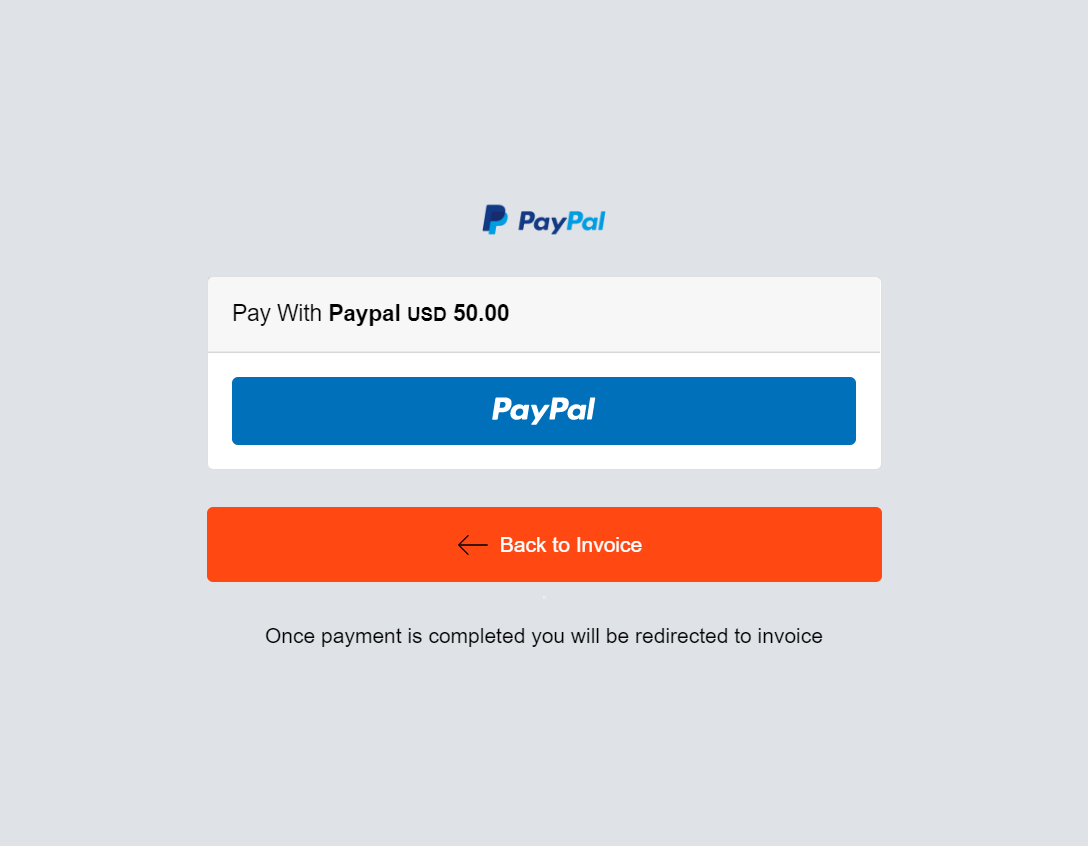 PayPal
Pay With Paypal USD 50.00
PayPal
Back to Invoice
Once payment is completed you will be redirected to invoice